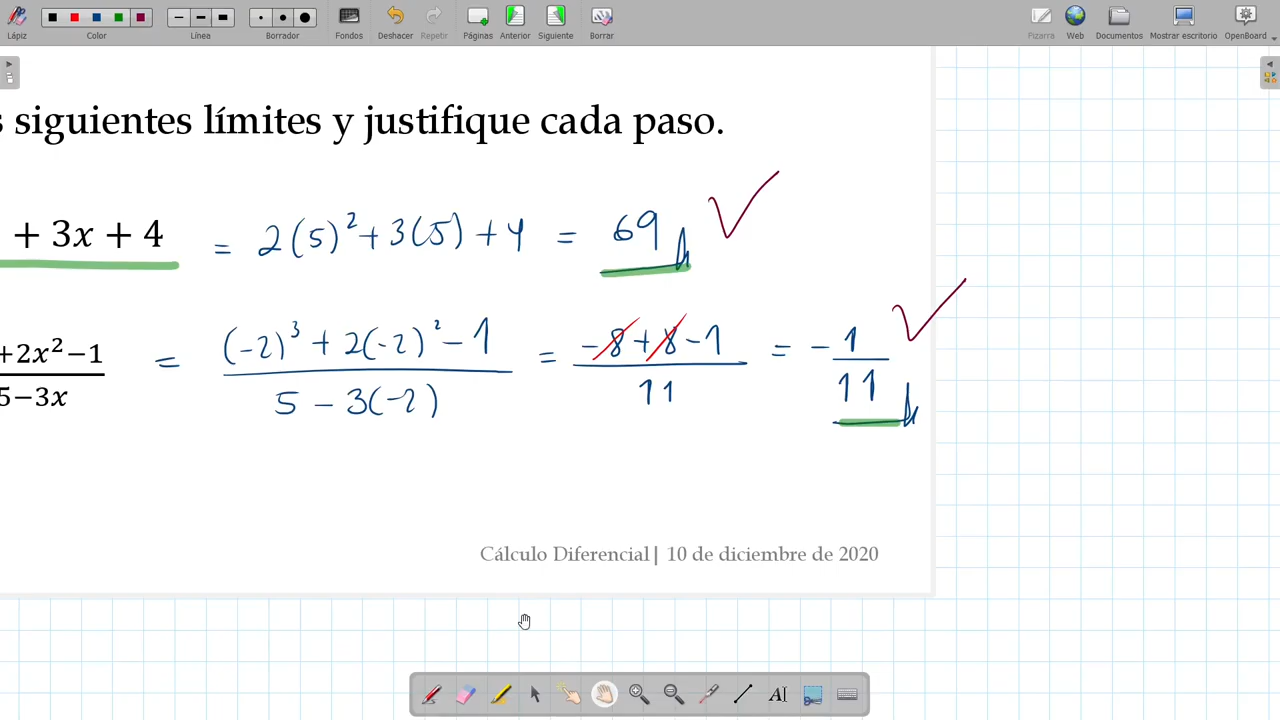 Lápiz Color Línea Borrador Fondos Deshacer Repetir Páginas Anterior Siguiente Borrar Pizarra Web Documentos Mostrar escritorio OpenBoard
s siguientes límites y justifique cada paso.
+ 3x + 4 = 2(5)² + 3(5) + 4 = 69
+2x²−1 / 5−3x = (-2)³ + 2(-2)² − 1 / 5 − 3(-2) = −8+8−1 / 11 = − 1 / 11
Cálculo Diferencial| 10 de diciembre de 2020
AI